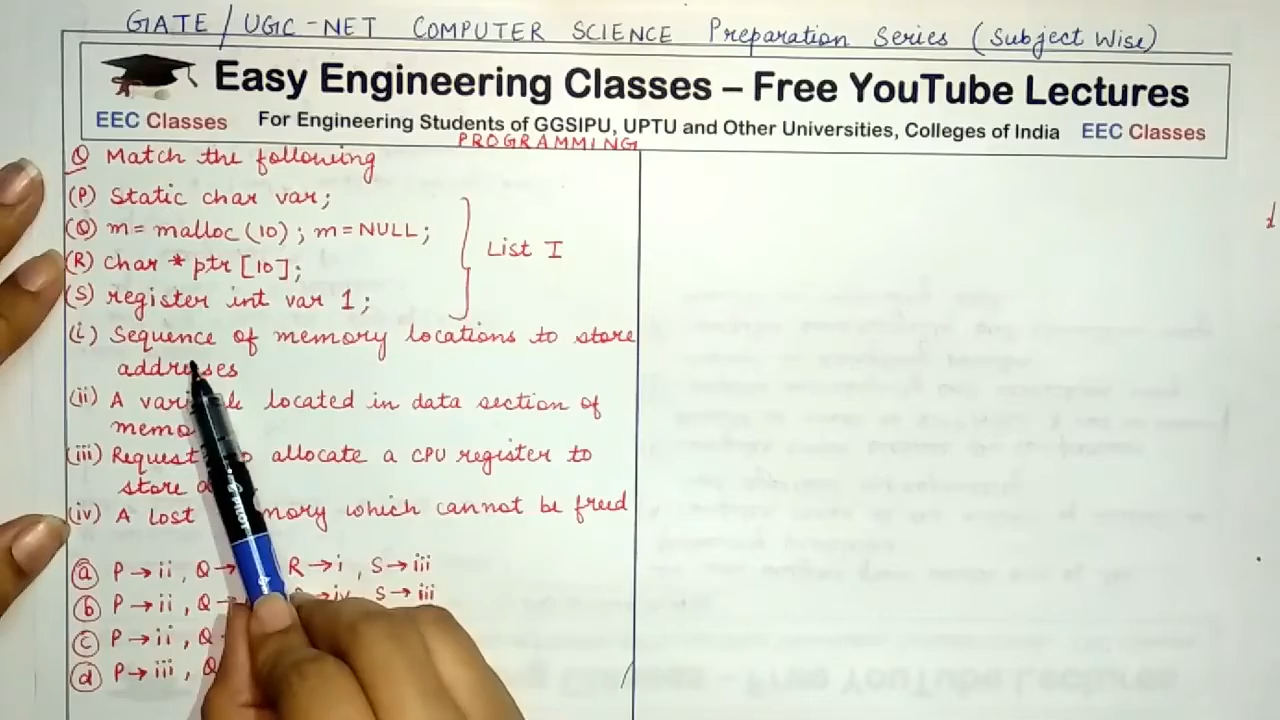 GATE/UGC-NET COMPUTER SCIENCE Preparation Series (Subject Wise)
Easy Engineering Classes – Free YouTube Lectures
EEC Classes For Engineering Students of GGSIPU, UPTU and Other Universities, Colleges of India EEC Classes
PROGRAMMING
Q Match the following
(P) Static char var;
(Q) m = malloc(10); m = NULL;
(R) char * ptr [10];
List I
(S) register int var 1;
(i) Sequence of memory locations to store
addresses
(ii) A located in data section of
(iii) Request allocate a CPU register to
store
(iv) A Lost which cannot be freed
(a) P → ii, Q → R → i, S → iii
(b) P → ii, Q → → iv, S → iii
(c) P → ii, Q
(d) P → iii, Q